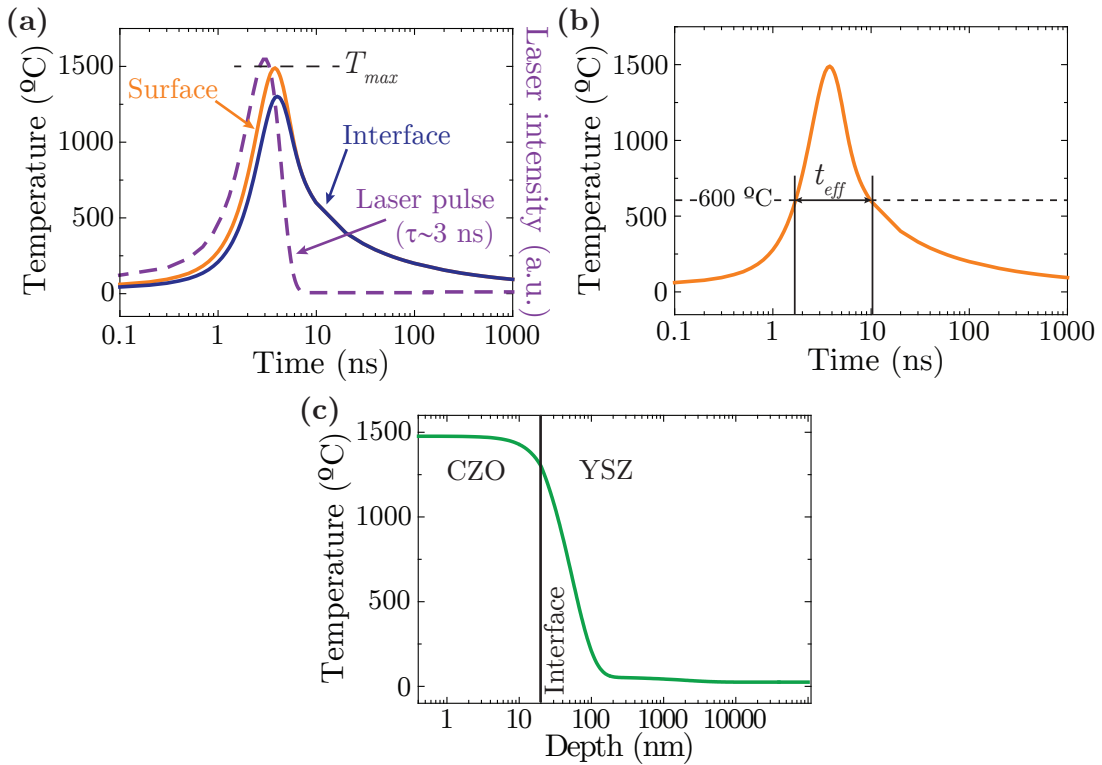 (a)
Temperature (ºC)
1500
1000
500
0
0.1
1
10
100
1000
Time (ns)
Laser intensity (a.u.)
T_max
Surface
Interface
Laser pulse
(τ~3 ns)
(b)
Temperature (ºC)
1500
1000
500
0
0.1
1
10
100
1000
Time (ns)
-600 ºC
t_eff
(c)
Temperature (ºC)
1500
1000
500
0
1
10
100
1000
10000
Depth (nm)
CZO
YSZ
Interface